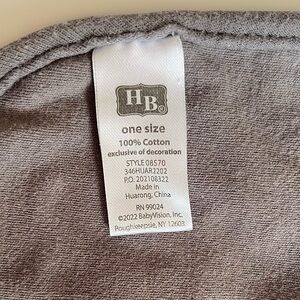 HB®
one size
100% Cotton
exclusive of decoration
STYLE 08570
346HUAR2202
P.O. 202108322
Made in
Huarong, China
RN 99024
©2022 BabyVision, Inc.
Poughkeepsie, NY 12603